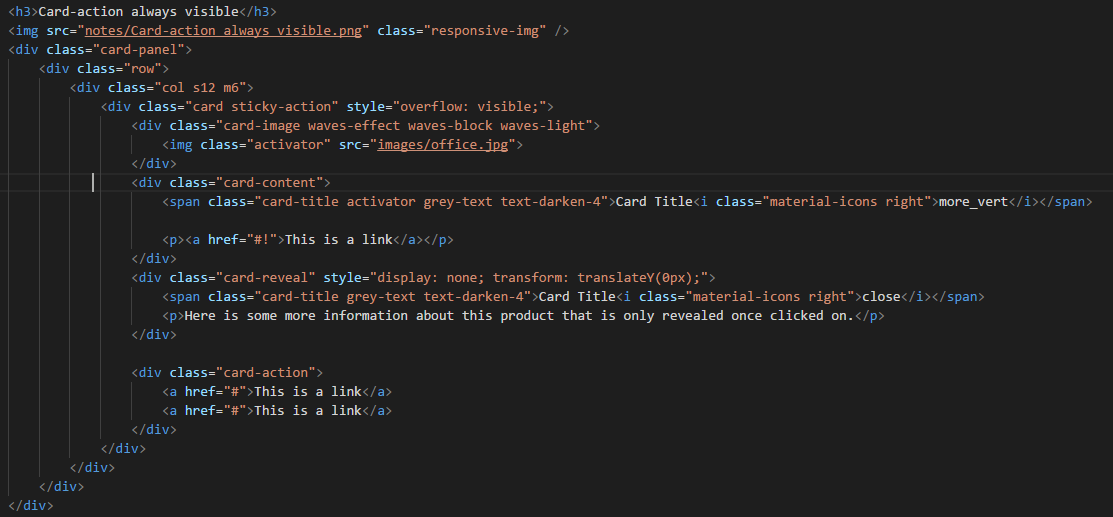 <h3>Card-action always visible</h3>
<img src="notes/Card-action always visible.png" class="responsive-img" />
<div class="card-panel">
    <div class="row">
        <div class="col s12 m6">
            <div class="card sticky-action" style="overflow: visible;">
                <div class="card-image waves-effect waves-block waves-light">
                    <img class="activator" src="images/office.jpg">
                </div>
                <div class="card-content">
                    <span class="card-title activator grey-text text-darken-4">Card Title<i class="material-icons right">more_vert</i></span>

                    <p><a href="#!">This is a link</a></p>
                </div>
                <div class="card-reveal" style="display: none; transform: translateY(0px);">
                    <span class="card-title grey-text text-darken-4">Card Title<i class="material-icons right">close</i></span>
                    <p>Here is some more information about this product that is only revealed once clicked on.</p>
                </div>

                <div class="card-action">
                    <a href="#">This is a link</a>
                    <a href="#">This is a link</a>
                </div>
            </div>
        </div>
    </div>
</div>